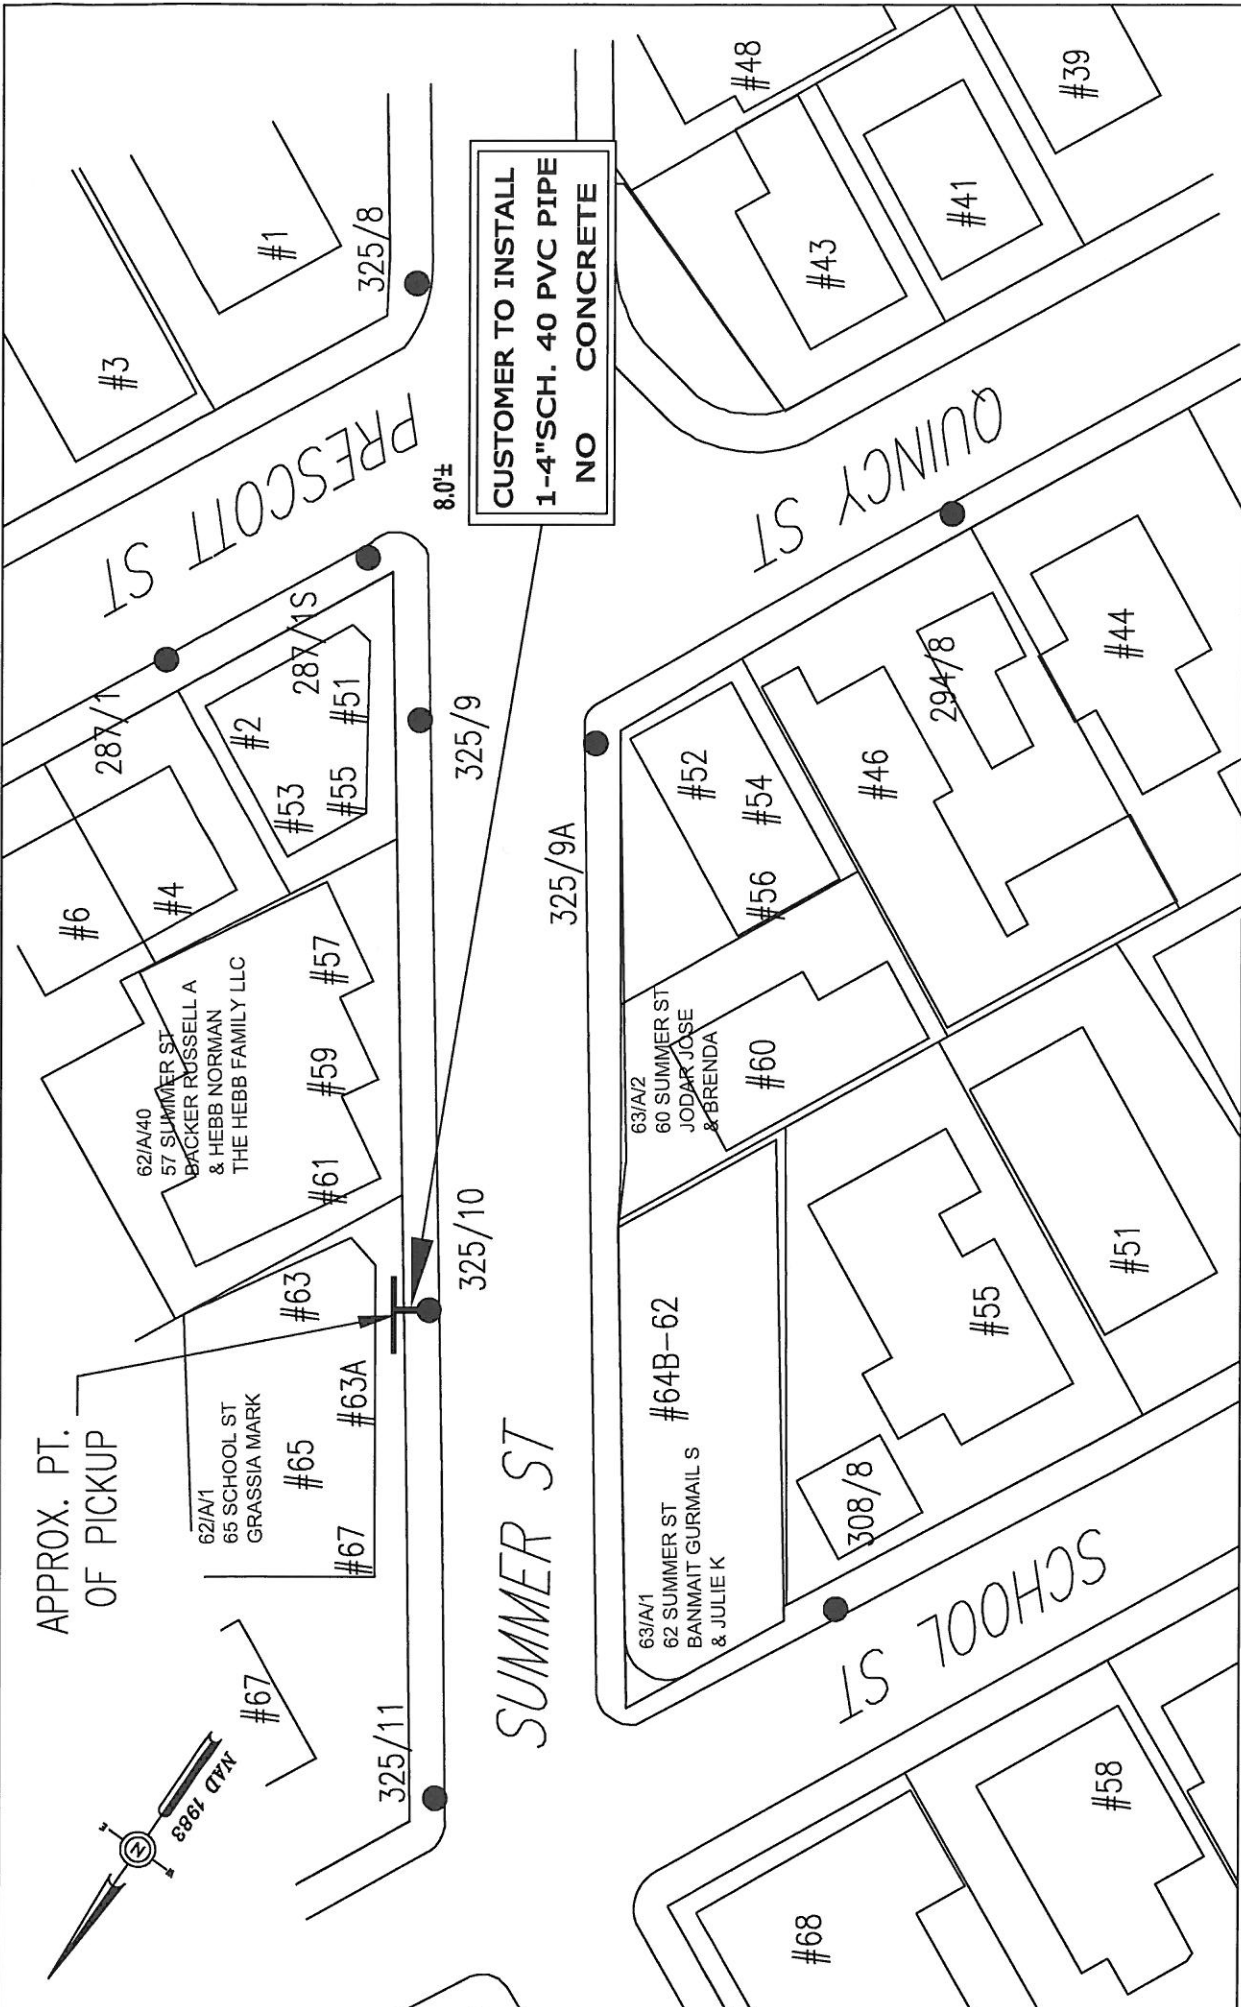 APPROX. PT.
OF PICKUP
NAD 1983
N
#67
325/11
62/A/1
65 SCHOOL ST
GRASSIA MARK
#65
#67
#63A
#63
62/A/40
57 SUMMER ST
BACKER RUSSELL A
& HEBB NORMAN
THE HEBB FAMILY LLC
#61
#59
#57
#6
#4
287/1
#2
#53
#55
#51
287/1S
PRESCOTT ST
#3
#1
325/8
8.0'±
CUSTOMER TO INSTALL
1-4"SCH. 40 PVC PIPE
NO CONCRETE
325/10
325/9
SUMMER ST
325/9A
63/A/1
62 SUMMER ST
BANMAIT GURMAIL S
& JULIE K
#64B-62
63/A/2
60 SUMMER ST
JODAR JOSE
& BRENDA
#60
#56
#54
#52
#46
294/8
#44
QUINCY ST
#43
#41
#48
#39
#55
#51
308/8
SCHOOL ST
#68
#58